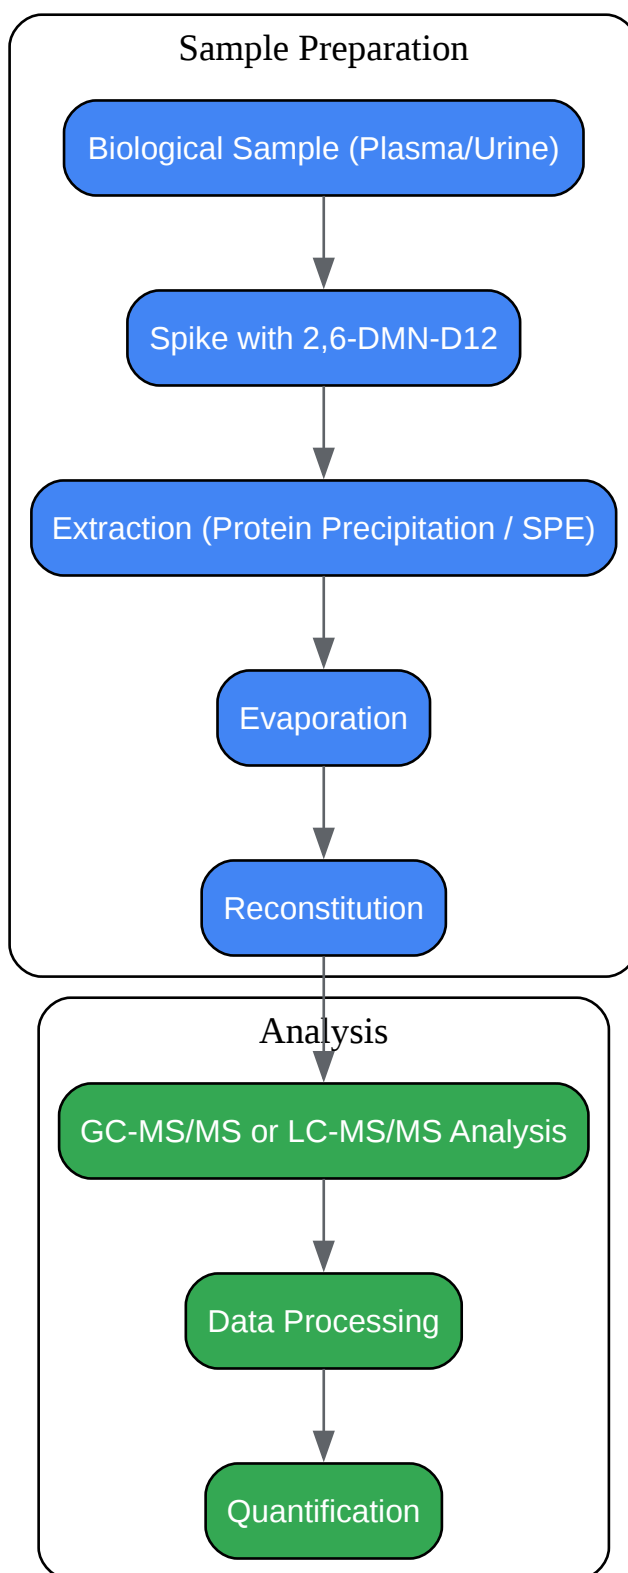 Sample Preparation
Biological Sample (Plasma/Urine)
Spike with 2,6-DMN-D12
Extraction (Protein Precipitation / SPE)
Evaporation
Reconstitution
Analysis
GC-MS/MS or LC-MS/MS Analysis
Data Processing
Quantification